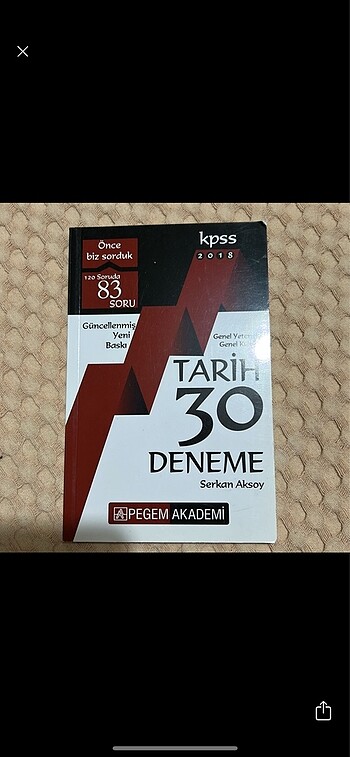 Önce
biz sorduk
120 Soruda
83
SORU
kpss
2018
Güncellenmiş
Yeni
Baskı
Genel Yetenek
Genel
TARİH
30
DENEME
Serkan Aksoy
PEGEM AKADEMİ